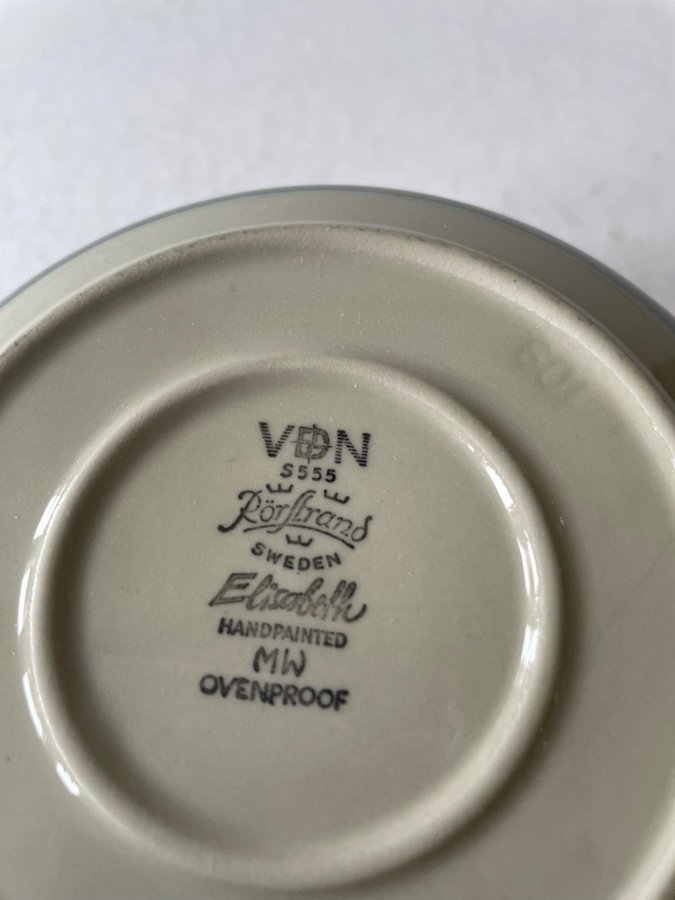 VDN
S555
Rörstrand
SWEDEN
Elisabeth
HANDPAINTED
MW
OVENPROOF